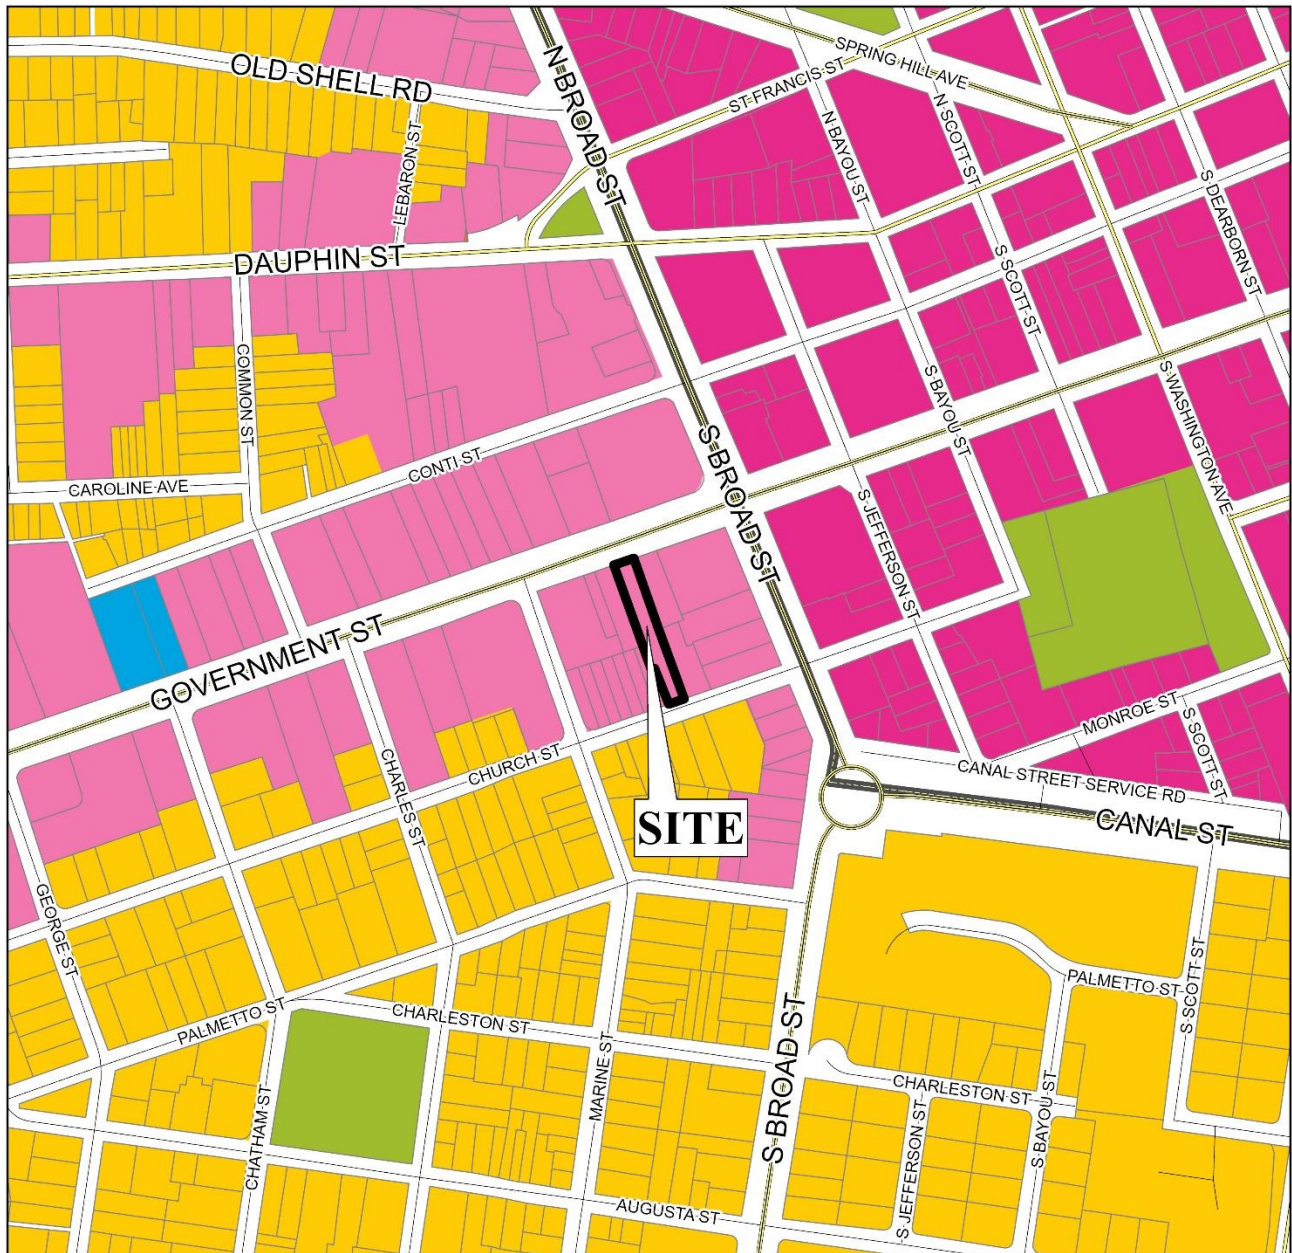 SPRING HILL AVE
OLD SHELL RD
N BROAD ST
ST FRANCIS ST
N BAYOU ST
N SCOTT ST
LEBARON ST
S DEARBORN ST
DAUPHIN ST
S SCOTT ST
COMMON ST
S BAYOU ST
S WASHINGTON AVE
CONTI ST
S BROAD ST
CAROLINE AVE
S JEFFERSON ST
GOVERNMENT ST
MONROE ST
S SCOTT ST
CHURCH ST
CHARLES ST
CANAL STREET SERVICE RD
SITE
CANAL ST
GEORGE ST
PALMETTO ST
S SCOTT ST
PALMETTO ST
CHARLESTON ST
S BROAD ST
MARINE ST
CHARLESTON ST
CHATHAM ST
S JEFFERSON ST
S BAYOU ST
AUGUSTA ST